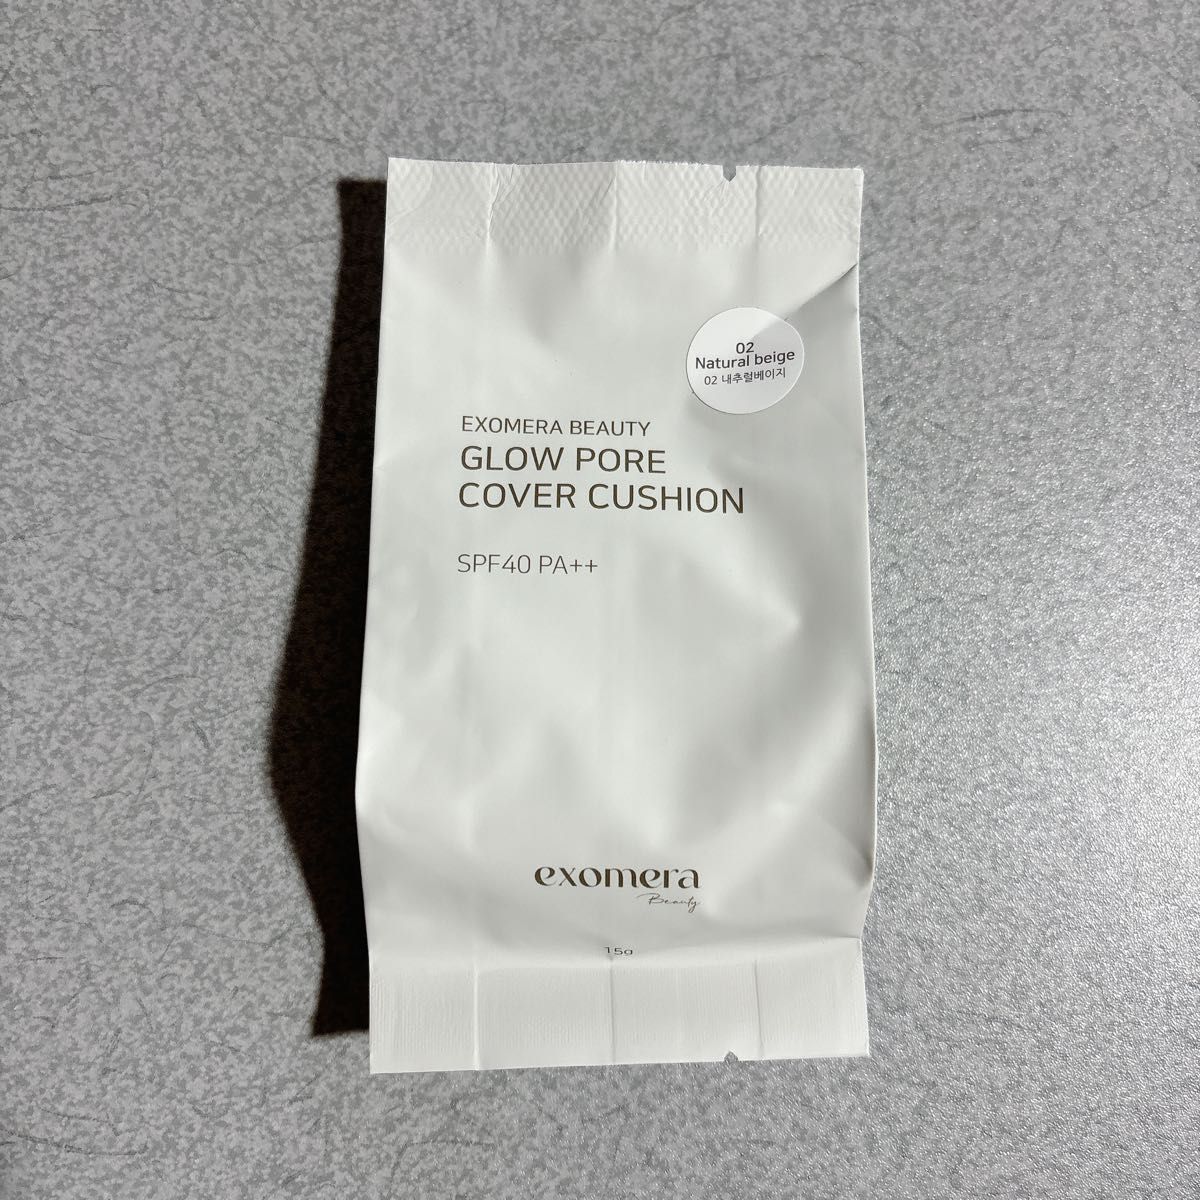 02
Natural beige
02 내추럴베이지
EXOMERA BEAUTY
GLOW PORE
COVER CUSHION
SPF40 PA++
exomera
Beauty
15g